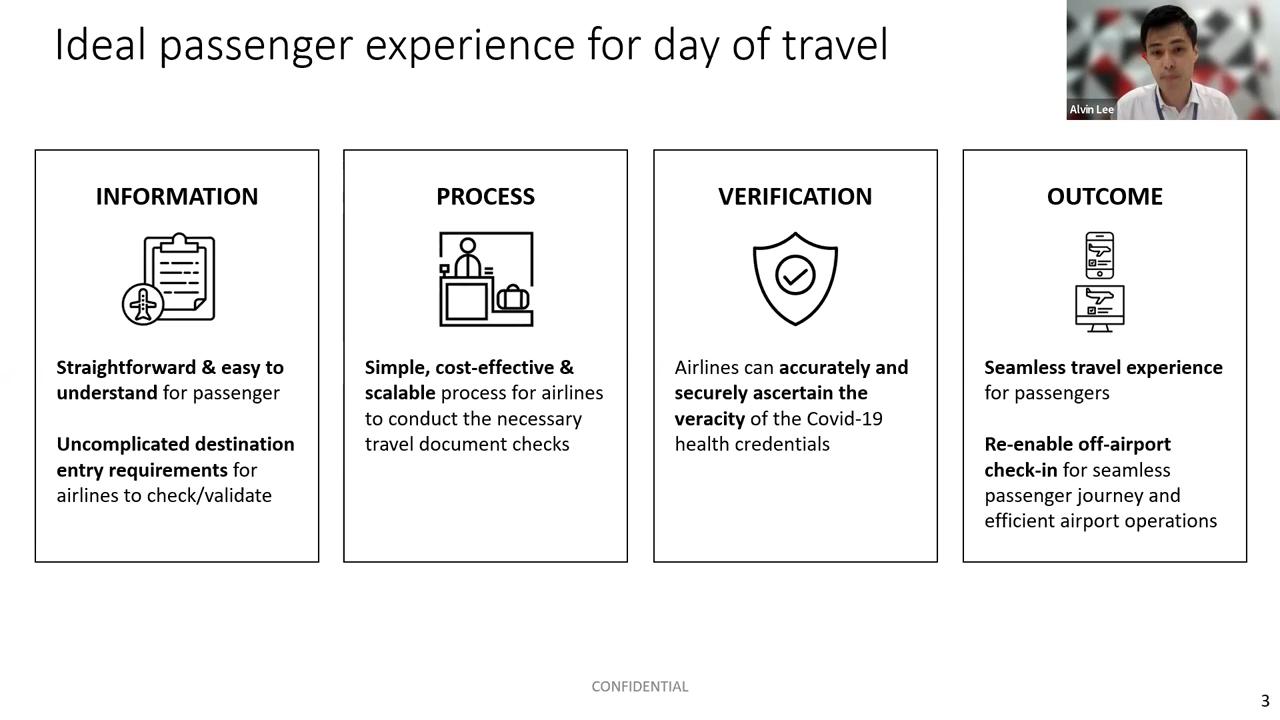 Ideal passenger experience for day of travel
Alvin Lee
INFORMATION
Straightforward & easy to
understand for passenger
Uncomplicated destination
entry requirements for
airlines to check/validate
PROCESS
Simple, cost-effective &
scalable process for airlines
to conduct the necessary
travel document checks
VERIFICATION
Airlines can accurately and
securely ascertain the
veracity of the Covid-19
health credentials
OUTCOME
Seamless travel experience
for passengers
Re-enable off-airport
check-in for seamless
passenger journey and
efficient airport operations
CONFIDENTIAL
3